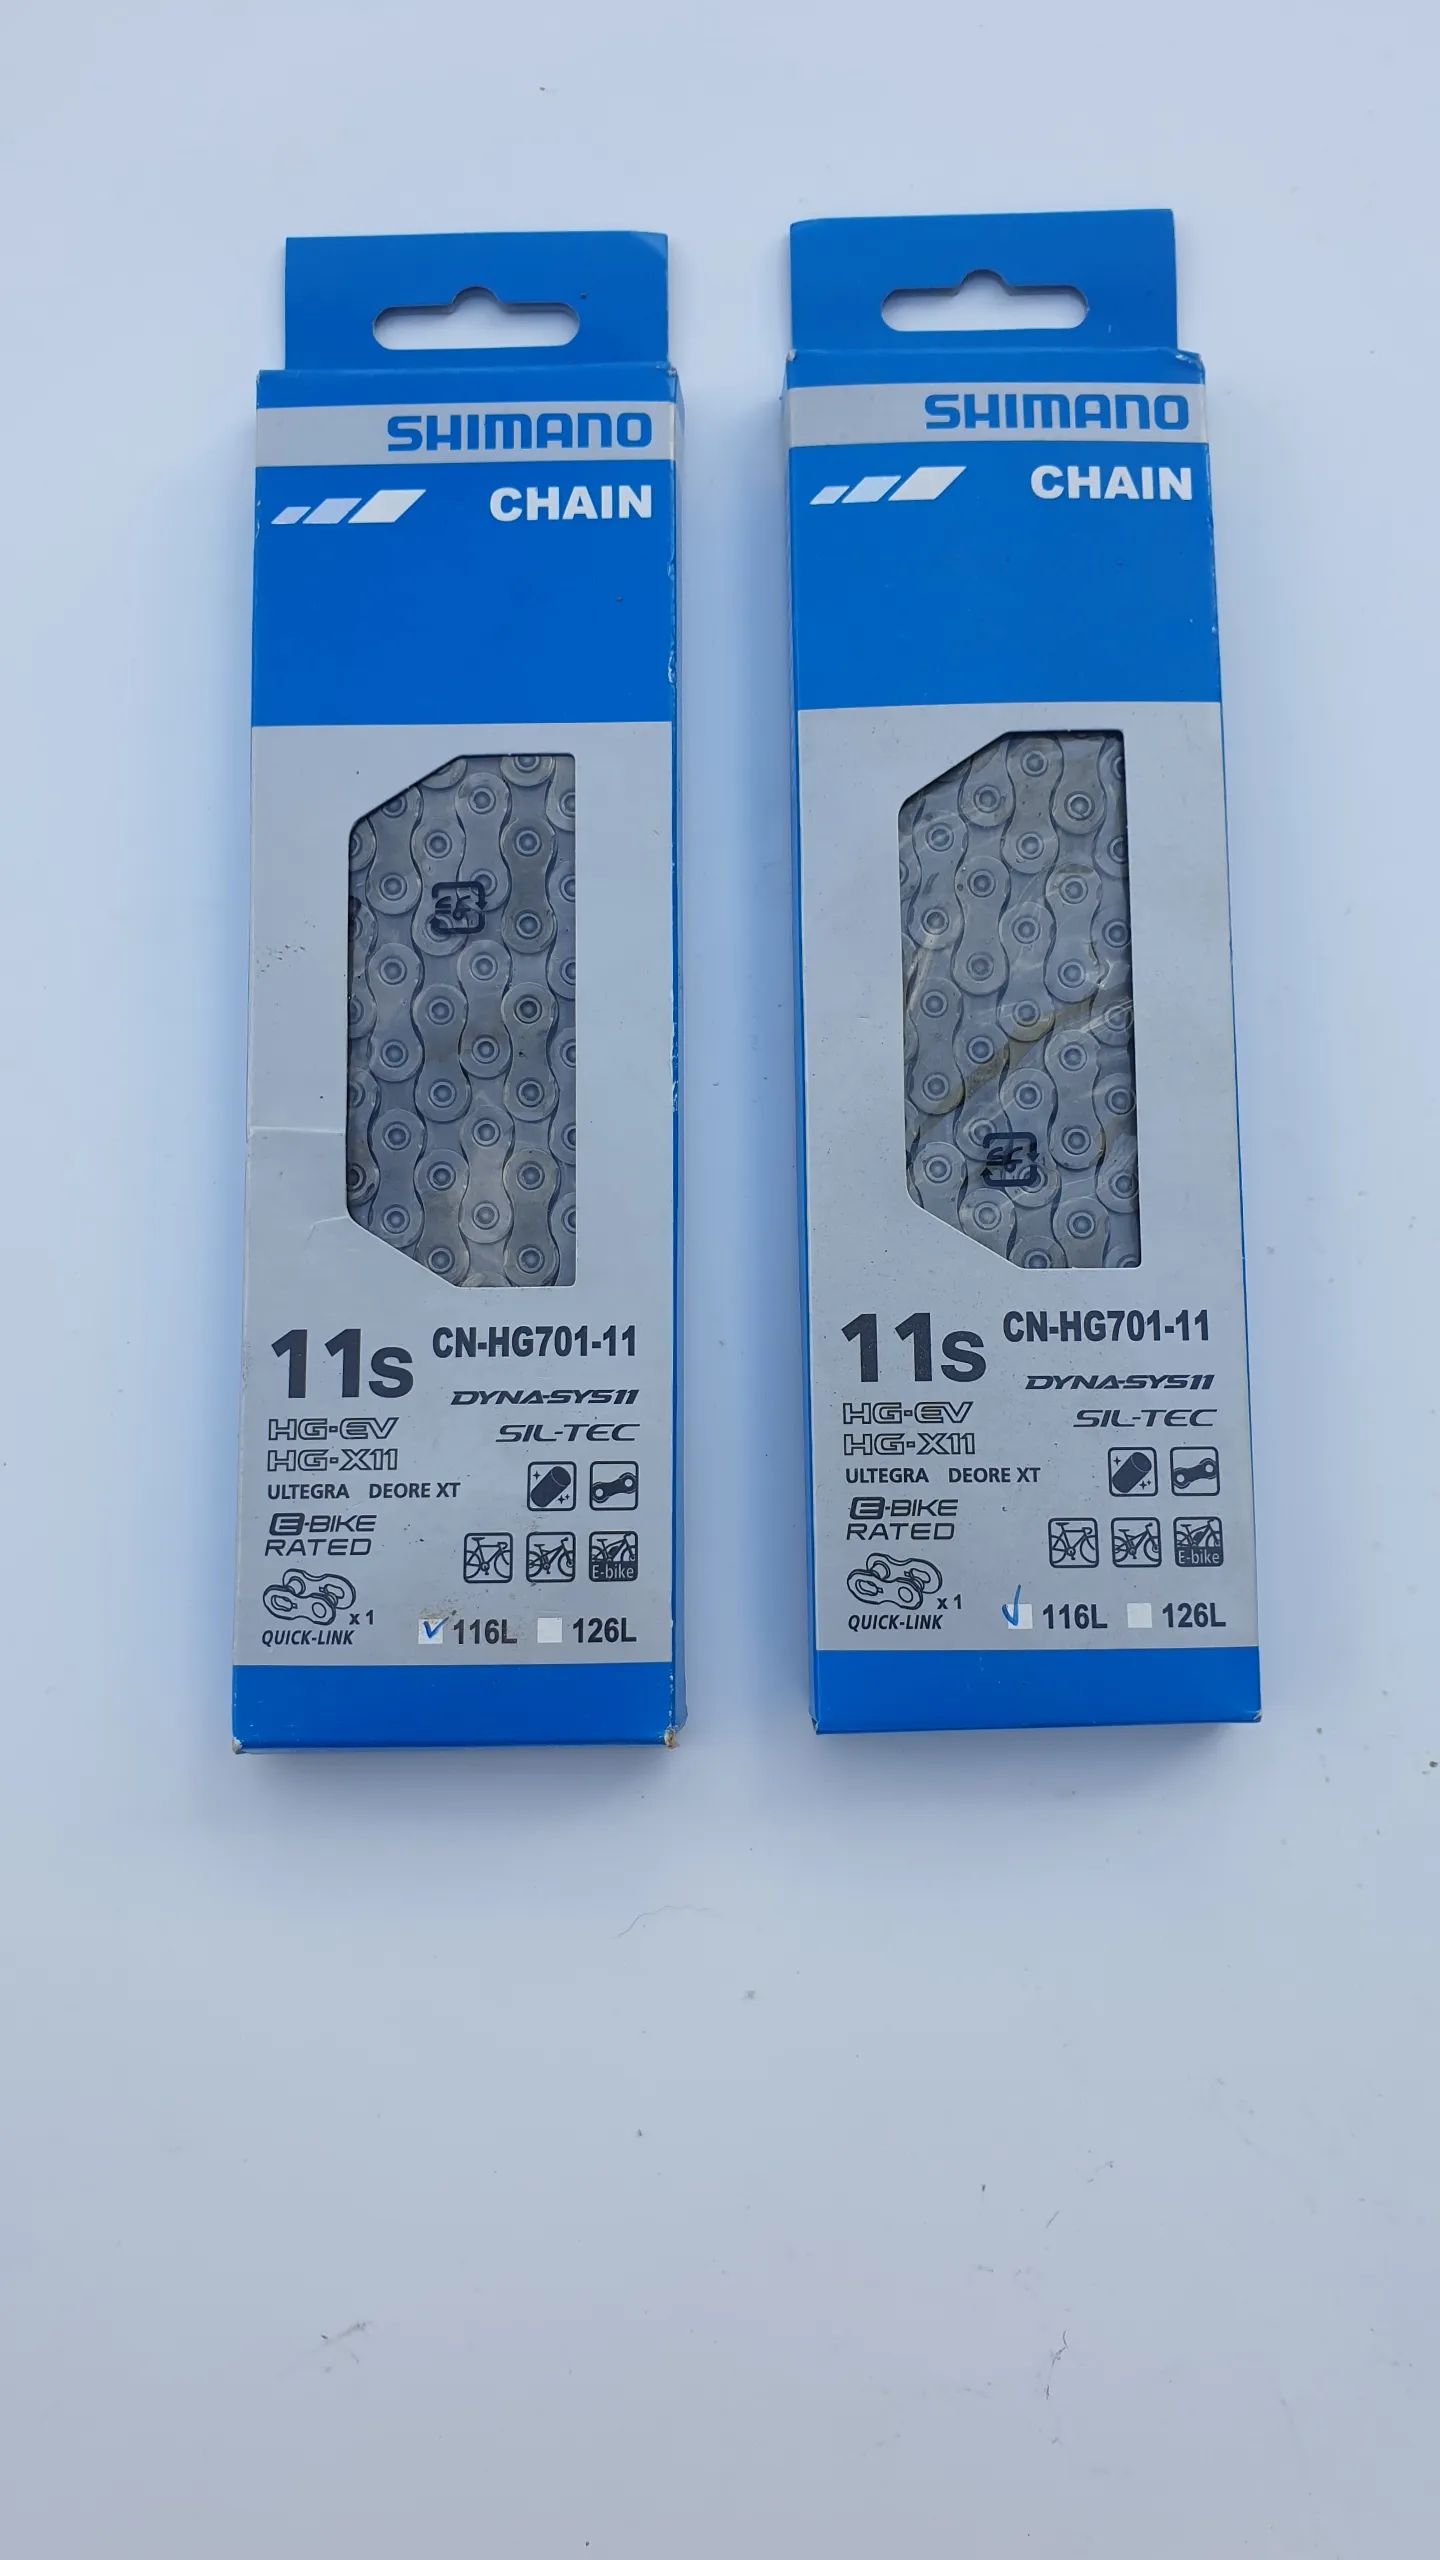 SHIMANO
CHAIN
11s CN-HG701-11
DYNA-SYS11
HG-EV SIL-TEC
HG-X11
ULTEGRA DEORE XT
E-BIKE
RATED
E-bike
x 1
QUICK-LINK
116L 126L
SHIMANO
CHAIN
11s CN-HG701-11
DYNA-SYS11
HG-EV SIL-TEC
HG-X11
ULTEGRA DEORE XT
E-BIKE
RATED
E-bike
x 1
QUICK-LINK
116L 126L